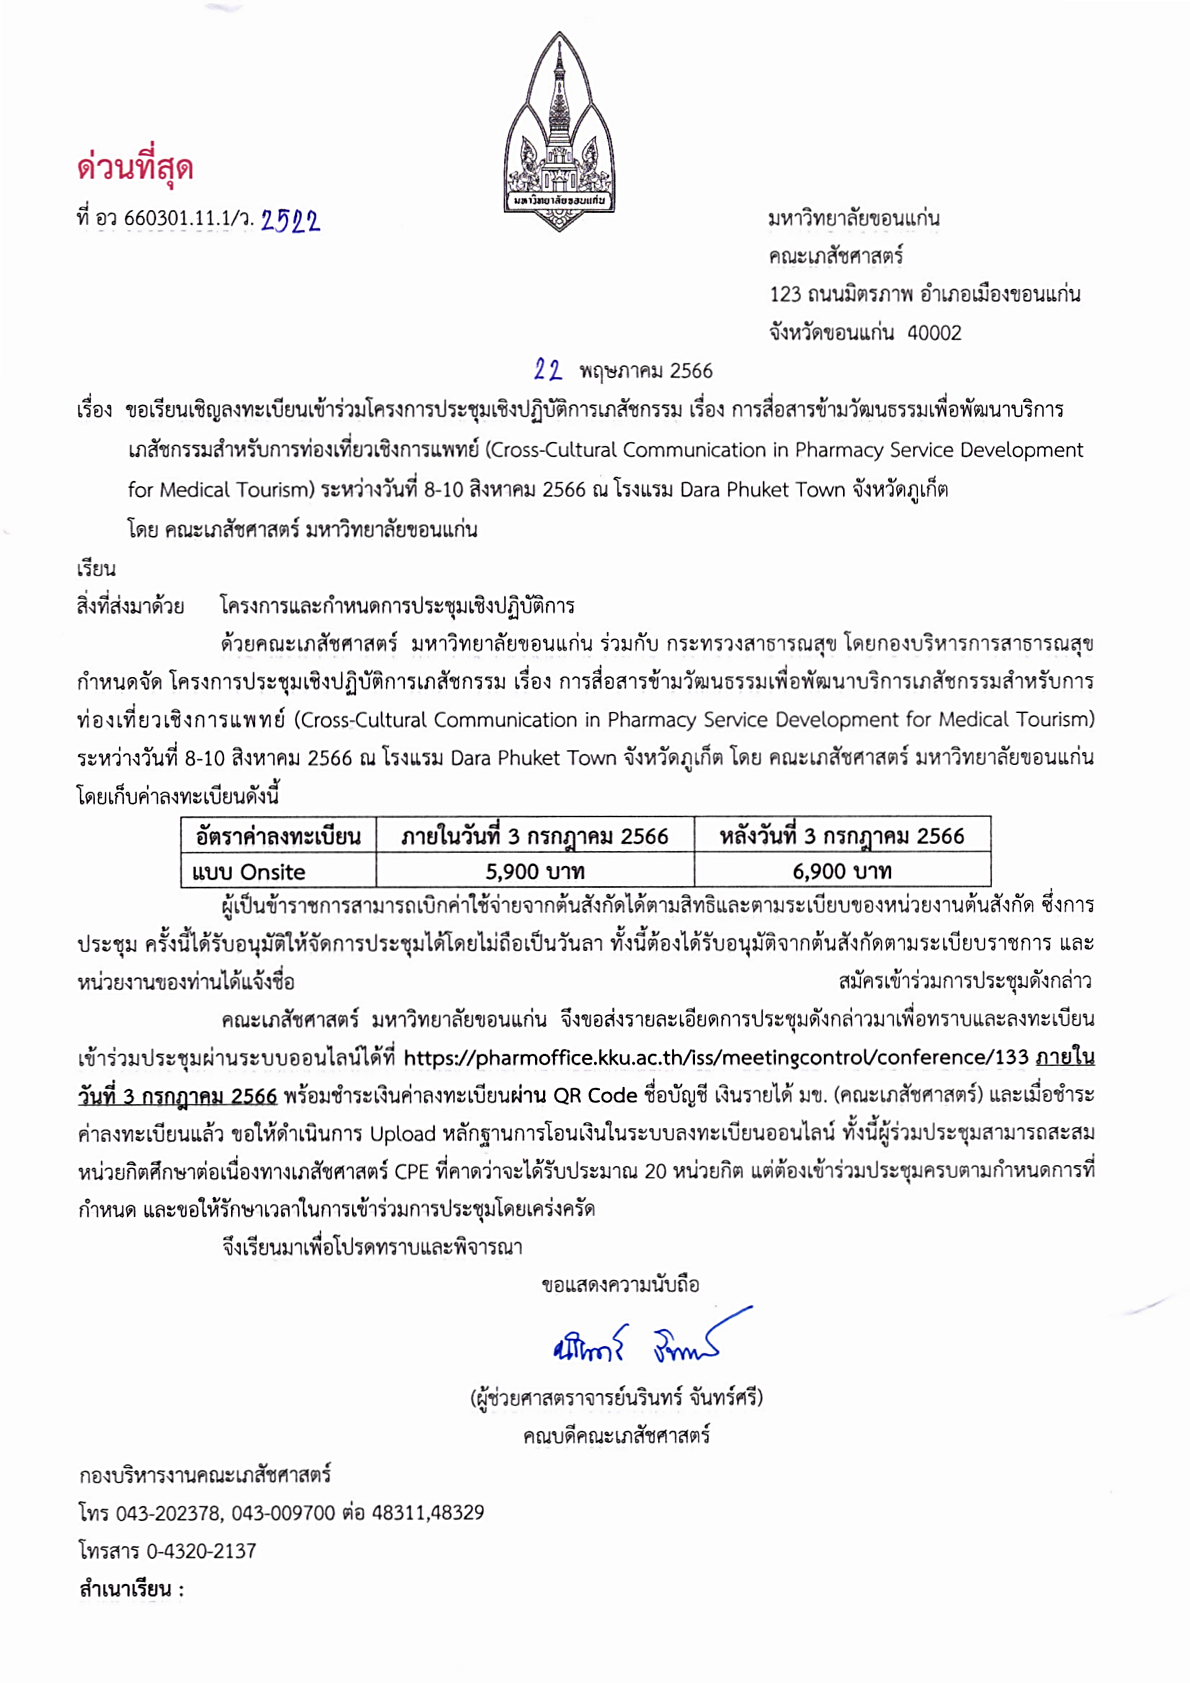 มหาวิทยาลัยขอนแก่น
ด่วนที่สุด
ที่ อว 660301.11.1/ว. 2522
มหาวิทยาลัยขอนแก่น
คณะเภสัชศาสตร์
123 ถนนมิตรภาพ อำเภอเมืองขอนแก่น
จังหวัดขอนแก่น 40002
22 พฤษภาคม 2566
เรื่อง ขอเรียนเชิญลงทะเบียนเข้าร่วมโครงการประชุมเชิงปฏิบัติการเภสัชกรรม เรื่อง การสื่อสารข้ามวัฒนธรรมเพื่อพัฒนาบริการ
เภสัชกรรมสำหรับการท่องเที่ยวเชิงการแพทย์ (Cross-Cultural Communication in Pharmacy Service Development
for Medical Tourism) ระหว่างวันที่ 8-10 สิงหาคม 2566 ณ โรงแรม Dara Phuket Town จังหวัดภูเก็ต
โดย คณะเภสัชศาสตร์ มหาวิทยาลัยขอนแก่น
เรียน
สิ่งที่ส่งมาด้วย โครงการและกำหนดการประชุมเชิงปฏิบัติการ
ด้วยคณะเภสัชศาสตร์ มหาวิทยาลัยขอนแก่น ร่วมกับ กระทรวงสาธารณสุข โดยกองบริหารการสาธารณสุข
กำหนดจัด โครงการประชุมเชิงปฏิบัติการเภสัชกรรม เรื่อง การสื่อสารข้ามวัฒนธรรมเพื่อพัฒนาบริการเภสัชกรรมสำหรับการ
ท่องเที่ยวเชิงการแพทย์ (Cross-Cultural Communication in Pharmacy Service Development for Medical Tourism)
ระหว่างวันที่ 8-10 สิงหาคม 2566 ณ โรงแรม Dara Phuket Town จังหวัดภูเก็ต โดย คณะเภสัชศาสตร์ มหาวิทยาลัยขอนแก่น
โดยเก็บค่าลงทะเบียนดังนี้
อัตราค่าลงทะเบียน ภายในวันที่ 3 กรกฎาคม 2566 หลังวันที่ 3 กรกฎาคม 2566
แบบ Onsite 5,900 บาท 6,900 บาท
ผู้เป็นข้าราชการสามารถเบิกค่าใช้จ่ายจากต้นสังกัดได้ตามสิทธิและตามระเบียบของหน่วยงานต้นสังกัด ซึ่งการ
ประชุม ครั้งนี้ได้รับอนุมัติให้จัดการประชุมได้โดยไม่ถือเป็นวันลา ทั้งนี้ต้องได้รับอนุมัติจากต้นสังกัดตามระเบียบราชการ และ
หน่วยงานของท่านได้แจ้งชื่อ สมัครเข้าร่วมการประชุมดังกล่าว
คณะเภสัชศาสตร์ มหาวิทยาลัยขอนแก่น จึงขอส่งรายละเอียดการประชุมดังกล่าวมาเพื่อทราบและลงทะเบียน
เข้าร่วมประชุมผ่านระบบออนไลน์ได้ที่ https://pharmoffice.kku.ac.th/iss/meetingcontrol/conference/133 ภายใน
วันที่ 3 กรกฎาคม 2566 พร้อมชำระเงินค่าลงทะเบียนผ่าน QR Code ชื่อบัญชี เงินรายได้ มข. (คณะเภสัชศาสตร์) และเมื่อชำระ
ค่าลงทะเบียนแล้ว ขอให้ดำเนินการ Upload หลักฐานการโอนเงินในระบบลงทะเบียนออนไลน์ ทั้งนี้ผู้ร่วมประชุมสามารถสะสม
หน่วยกิตศึกษาต่อเนื่องทางเภสัชศาสตร์ CPE ที่คาดว่าจะได้รับประมาณ 20 หน่วยกิต แต่ต้องเข้าร่วมประชุมครบตามกำหนดการที่
กำหนด และขอให้รักษาเวลาในการเข้าร่วมการประชุมโดยเคร่งครัด
จึงเรียนมาเพื่อโปรดทราบและพิจารณา
ขอแสดงความนับถือ
(ผู้ช่วยศาสตราจารย์นรินทร์ จันทร์ศรี)
คณบดีคณะเภสัชศาสตร์
กองบริหารงานคณะเภสัชศาสตร์
โทร 043-202378, 043-009700 ต่อ 48311,48329
โทรสาร 0-4320-2137
สำเนาเรียน :